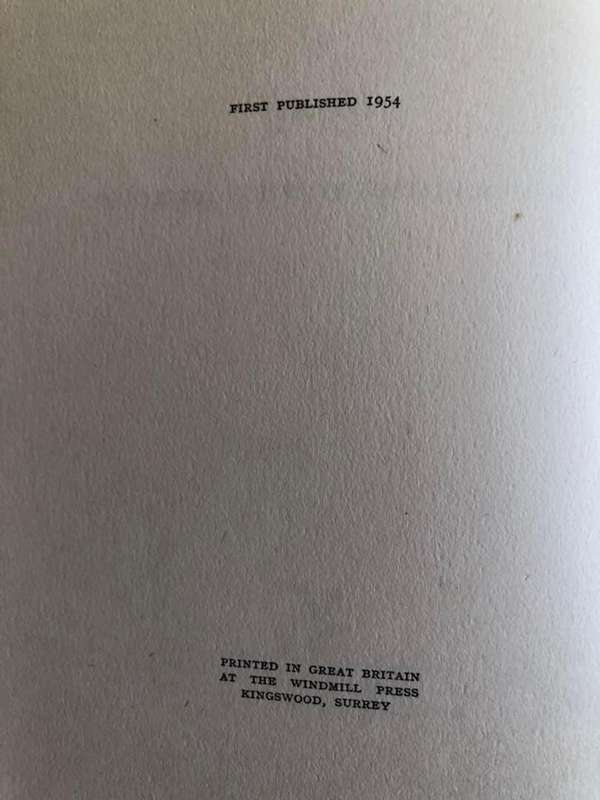 FIRST PUBLISHED 1954
PRINTED IN GREAT BRITAIN
AT THE WINDMILL PRESS
KINGSWOOD, SURREY